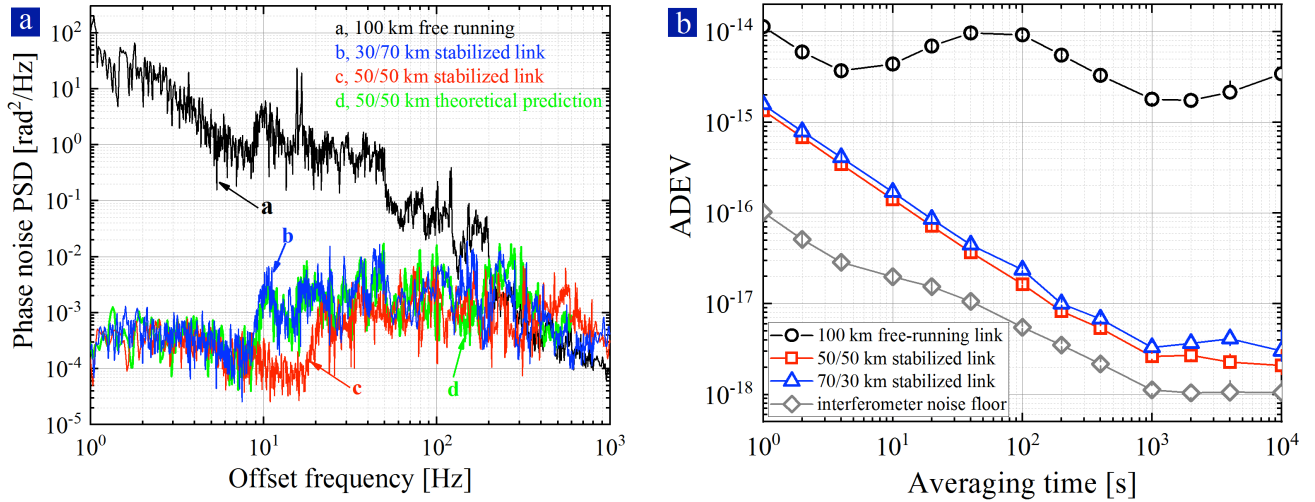 a
Phase noise PSD [rad²/Hz]
10²
10¹
10⁰
10⁻¹
10⁻²
10⁻³
10⁻⁴
10⁻⁵
a, 100 km free running
b, 30/70 km stabilized link
c, 50/50 km stabilized link
d, 50/50 km theoretical prediction
a
b
c
d
10⁰ 10¹ 10² 10³
Offset frequency [Hz]
b
ADEV
10⁻¹⁴
10⁻¹⁵
10⁻¹⁶
10⁻¹⁷
10⁻¹⁸
100 km free-running link
50/50 km stabilized link
70/30 km stabilized link
interferometer noise floor
10⁰ 10¹ 10² 10³ 10⁴
Averaging time [s]